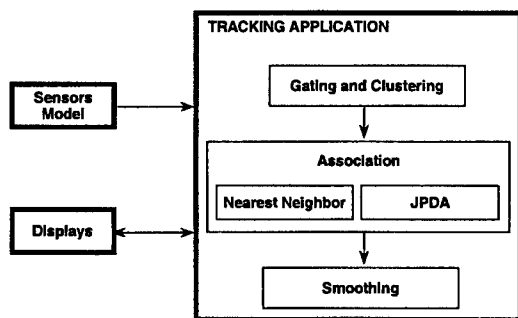 TRACKING APPLICATION
Gating and Clustering
Sensors
Model
Association
Nearest Neighbor
JPDA
Displays
Smoothing